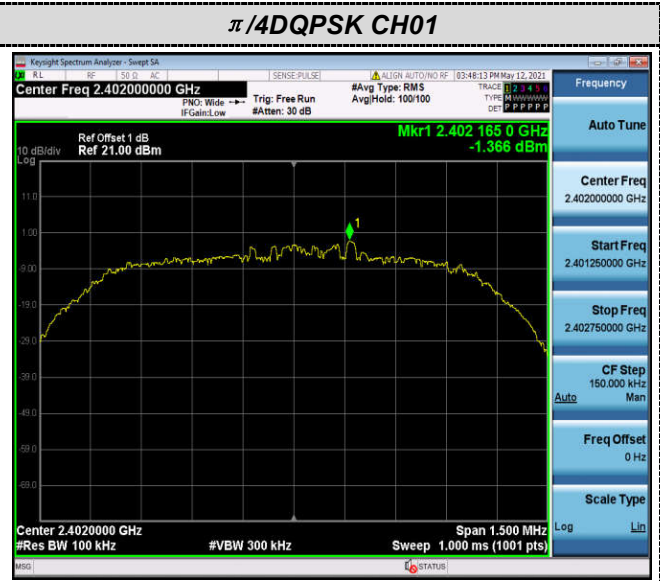 π/4DQPSK CH01
Keysight Spectrum Analyzer - Swept SA
RL RF 50 Ω AC SENSE:PULSE ALIGN AUTO/NO RF 03:48:13 PM May 12, 2021
Center Freq 2.402000000 GHz
PNO: Wide
IFGain:Low
Trig: Free Run
#Atten: 30 dB
#Avg Type: RMS
Avg|Hold: 100/100
TRACE 1 2 3 4 5 6
TYPE M WWWWW
DET P P P P P P
Frequency
Auto Tune
Center Freq
2.402000000 GHz
Start Freq
2.401250000 GHz
Stop Freq
2.402750000 GHz
CF Step
150.000 kHz
Auto Man
Freq Offset
0 Hz
Scale Type
Log Lin
Ref Offset 1 dB
10 dB/div Ref 21.00 dBm
Log
Mkr1 2.402 165 0 GHz
-1.366 dBm
11.0
1
1.00
-9.00
-19.0
-29.0
-39.0
-49.0
-59.0
-69.0
Center 2.4020000 GHz Span 1.500 MHz
#Res BW 100 kHz #VBW 300 kHz Sweep 1.000 ms (1001 pts)
MSG STATUS